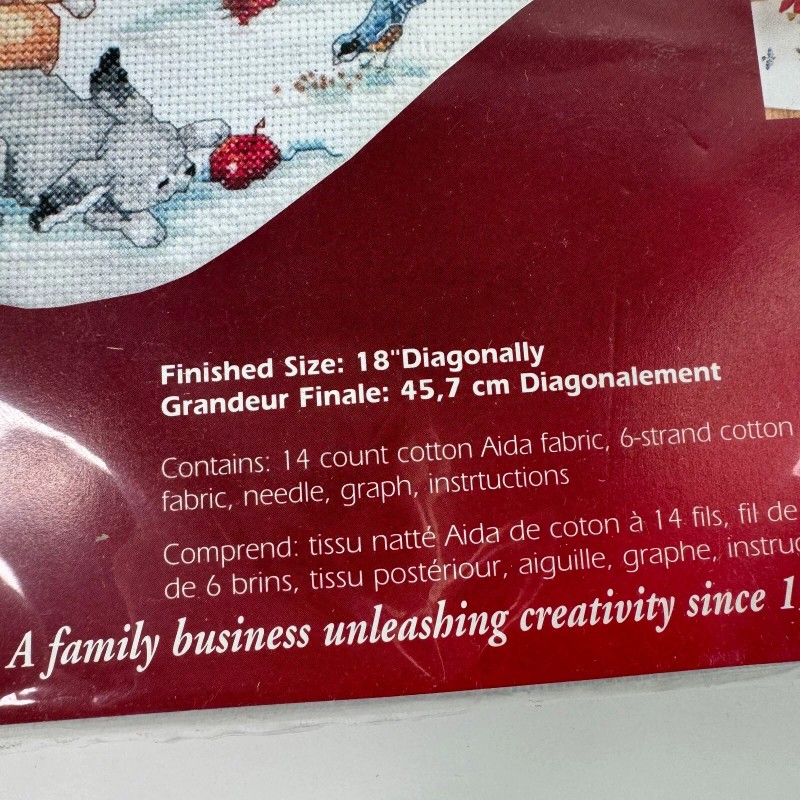 Finished Size: 18"Diagonally
Grandeur Finale: 45,7 cm Diagonalement
Contains: 14 count cotton Aida fabric, 6-strand cotton
fabric, needle, graph, instrtuctions
Comprend: tissu natté Aida de coton à 14 fils, fil de
de 6 brins, tissu postérieur, aiguille, graphe,
A family business unleashing creativity since